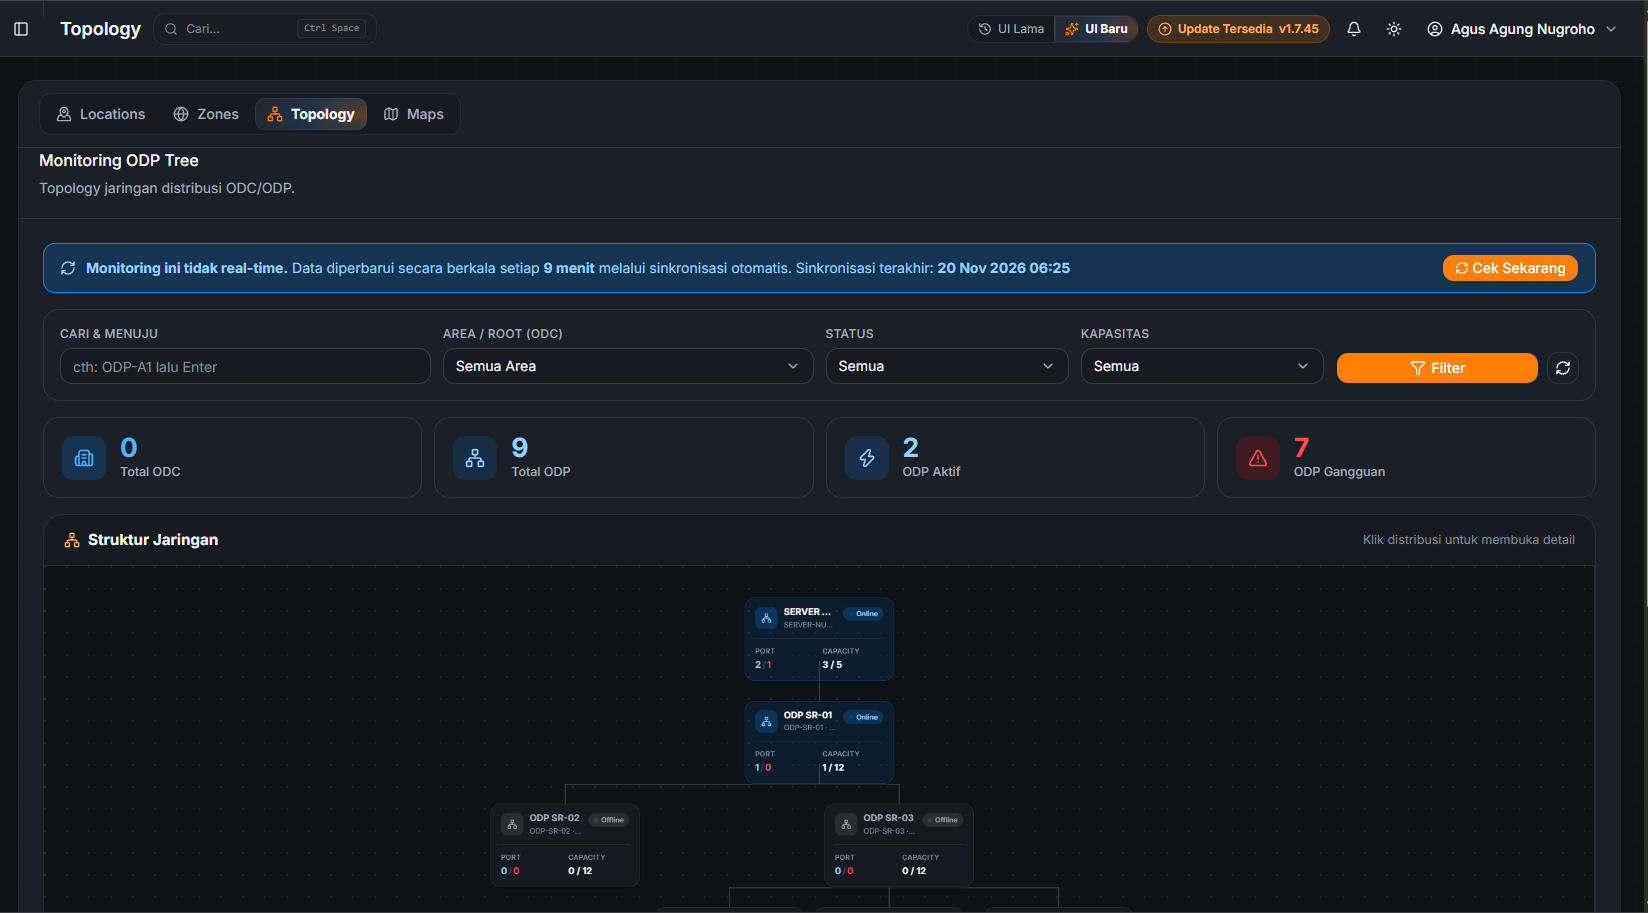 Topology
Cari...
Ctrl Space
UI Lama
UI Baru
Update Tersedia v1.7.45
Agus Agung Nugroho
Locations
Zones
Topology
Maps
Monitoring ODP Tree
Topology jaringan distribusi ODC/ODP.
Monitoring ini tidak real-time. Data diperbarui secara berkala setiap 9 menit melalui sinkronisasi otomatis. Sinkronisasi terakhir: 20 Nov 2026 06:25
Cek Sekarang
CARI & MENUJU
AREA / ROOT (ODC)
STATUS
KAPASITAS
cth: ODP-A1 lalu Enter
Semua Area
Semua
Semua
Filter
0
Total ODC
9
Total ODP
2
ODP Aktif
7
ODP Gangguan
Struktur Jaringan
Klik distribusi untuk membuka detail
SERVER ...
Online
SERVER-NU...
PORT
CAPACITY
2/1
3 / 5
ODP SR-01
Online
ODP-SR-01 · ...
PORT
CAPACITY
1/0
1 / 12
ODP SR-02
Offline
ODP-SR-02 ·...
PORT
CAPACITY
0/0
0 / 12
ODP SR-03
Offline
ODP-SR-03 ·...
PORT
CAPACITY
0/0
0 / 12